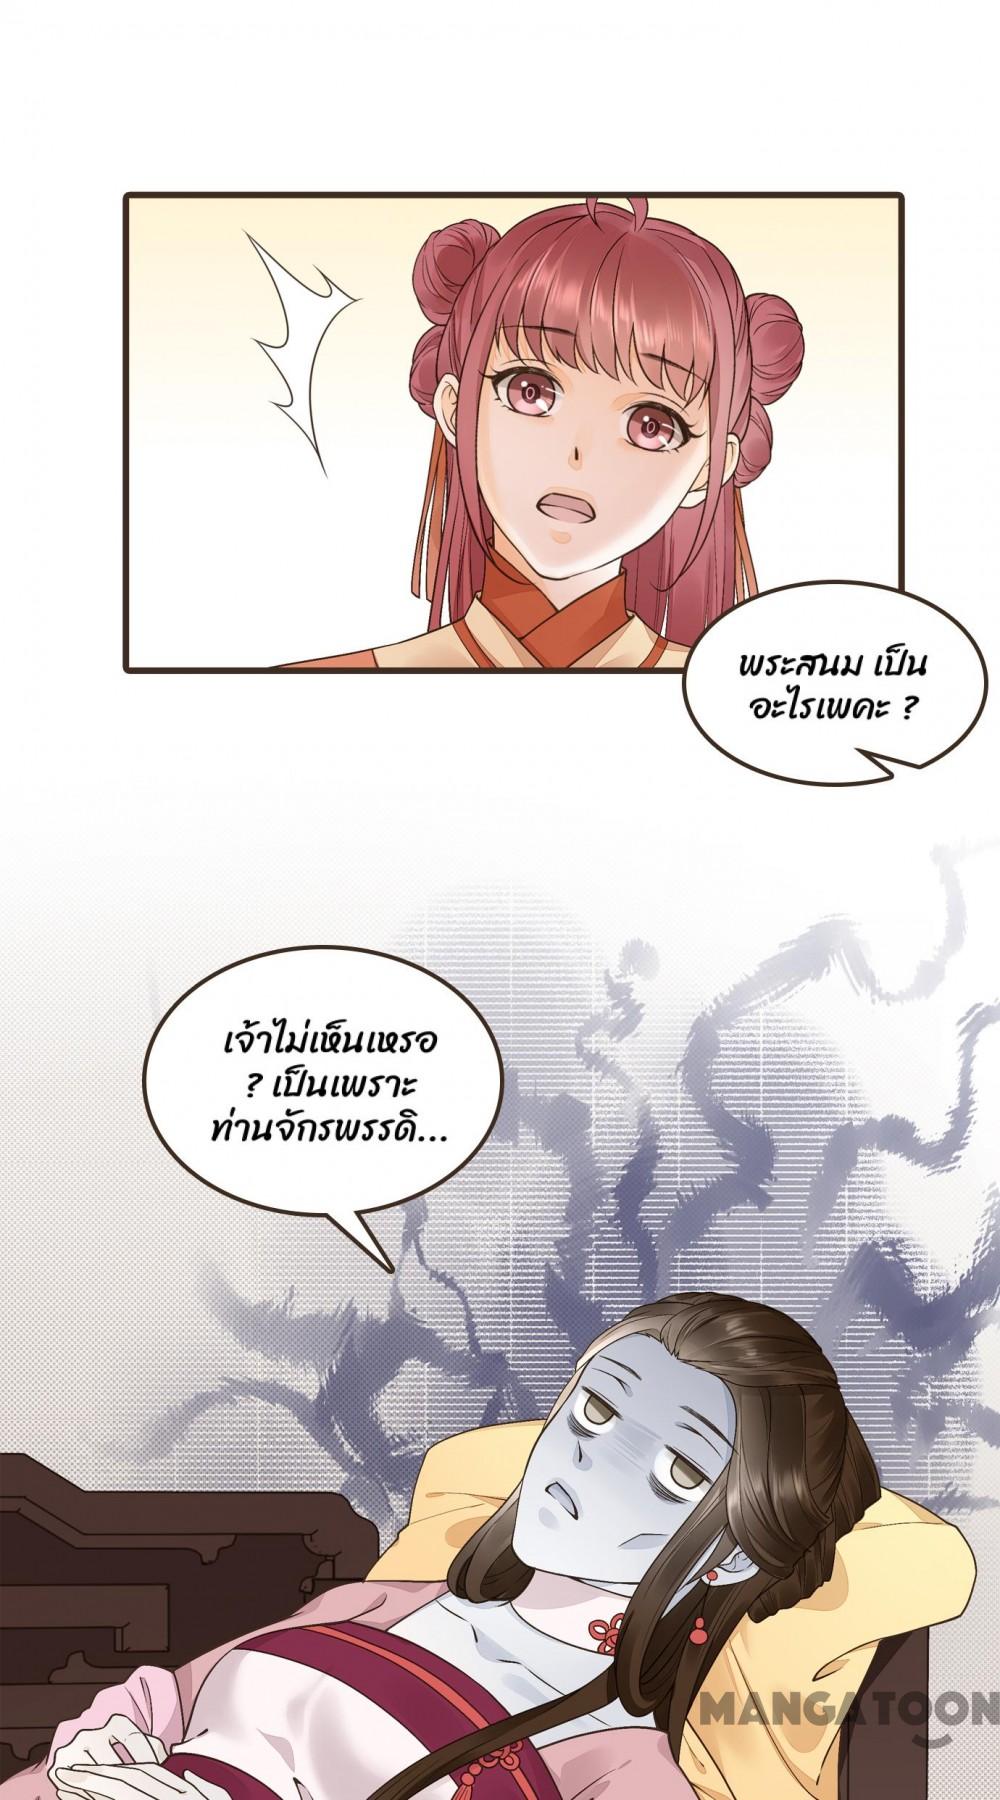 พระสนม เป็น
อะไรเพคะ ?
เจ้าไม่เห็นเหรอ
? เป็นเพราะ
ท่านจักรพรรดิ...
MANGATOON